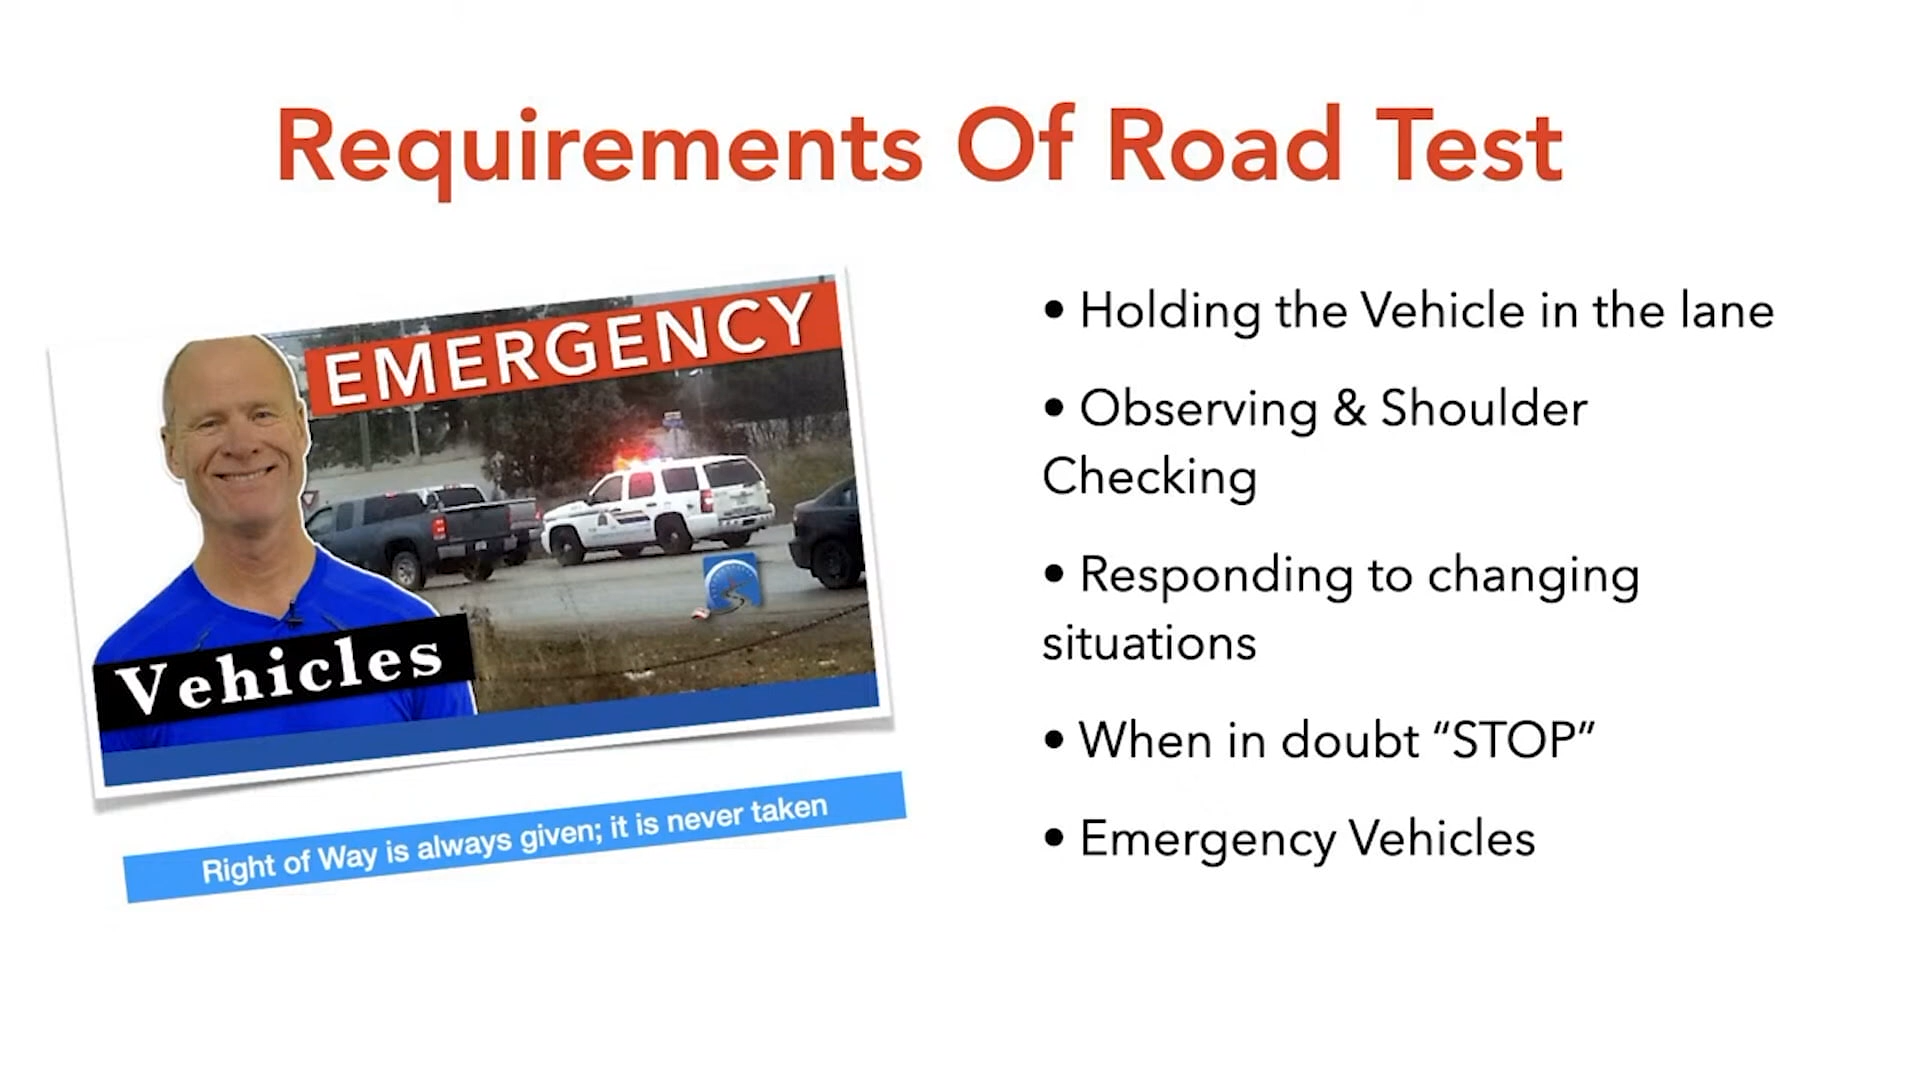 Requirements Of Road Test
EMERGENCY
Vehicles
Right of Way is always given; it is never taken
• Holding the Vehicle in the lane
• Observing & Shoulder
Checking
• Responding to changing
situations
• When in doubt “STOP”
• Emergency Vehicles